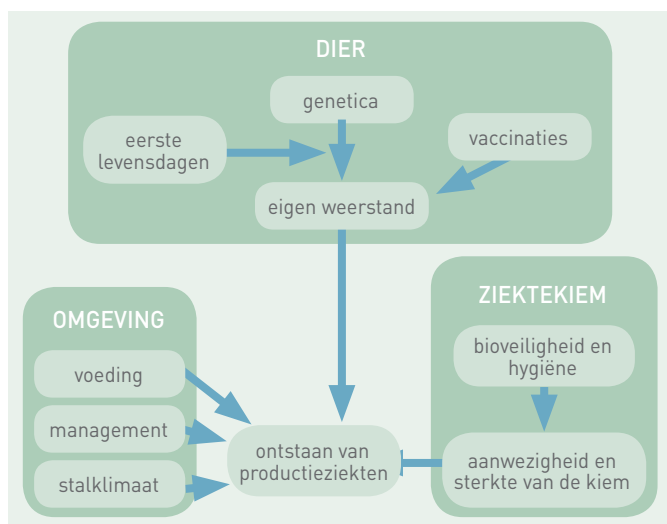 DIER
genetica
eerste
levensdagen
vaccinaties
eigen weerstand
OMGEVING
voeding
management
stalklimaat
ZIEKTEKIEM
bioveiligheid en
hygiëne
aanwezigheid en
sterkte van de kiem
ontstaan van
productieziekten